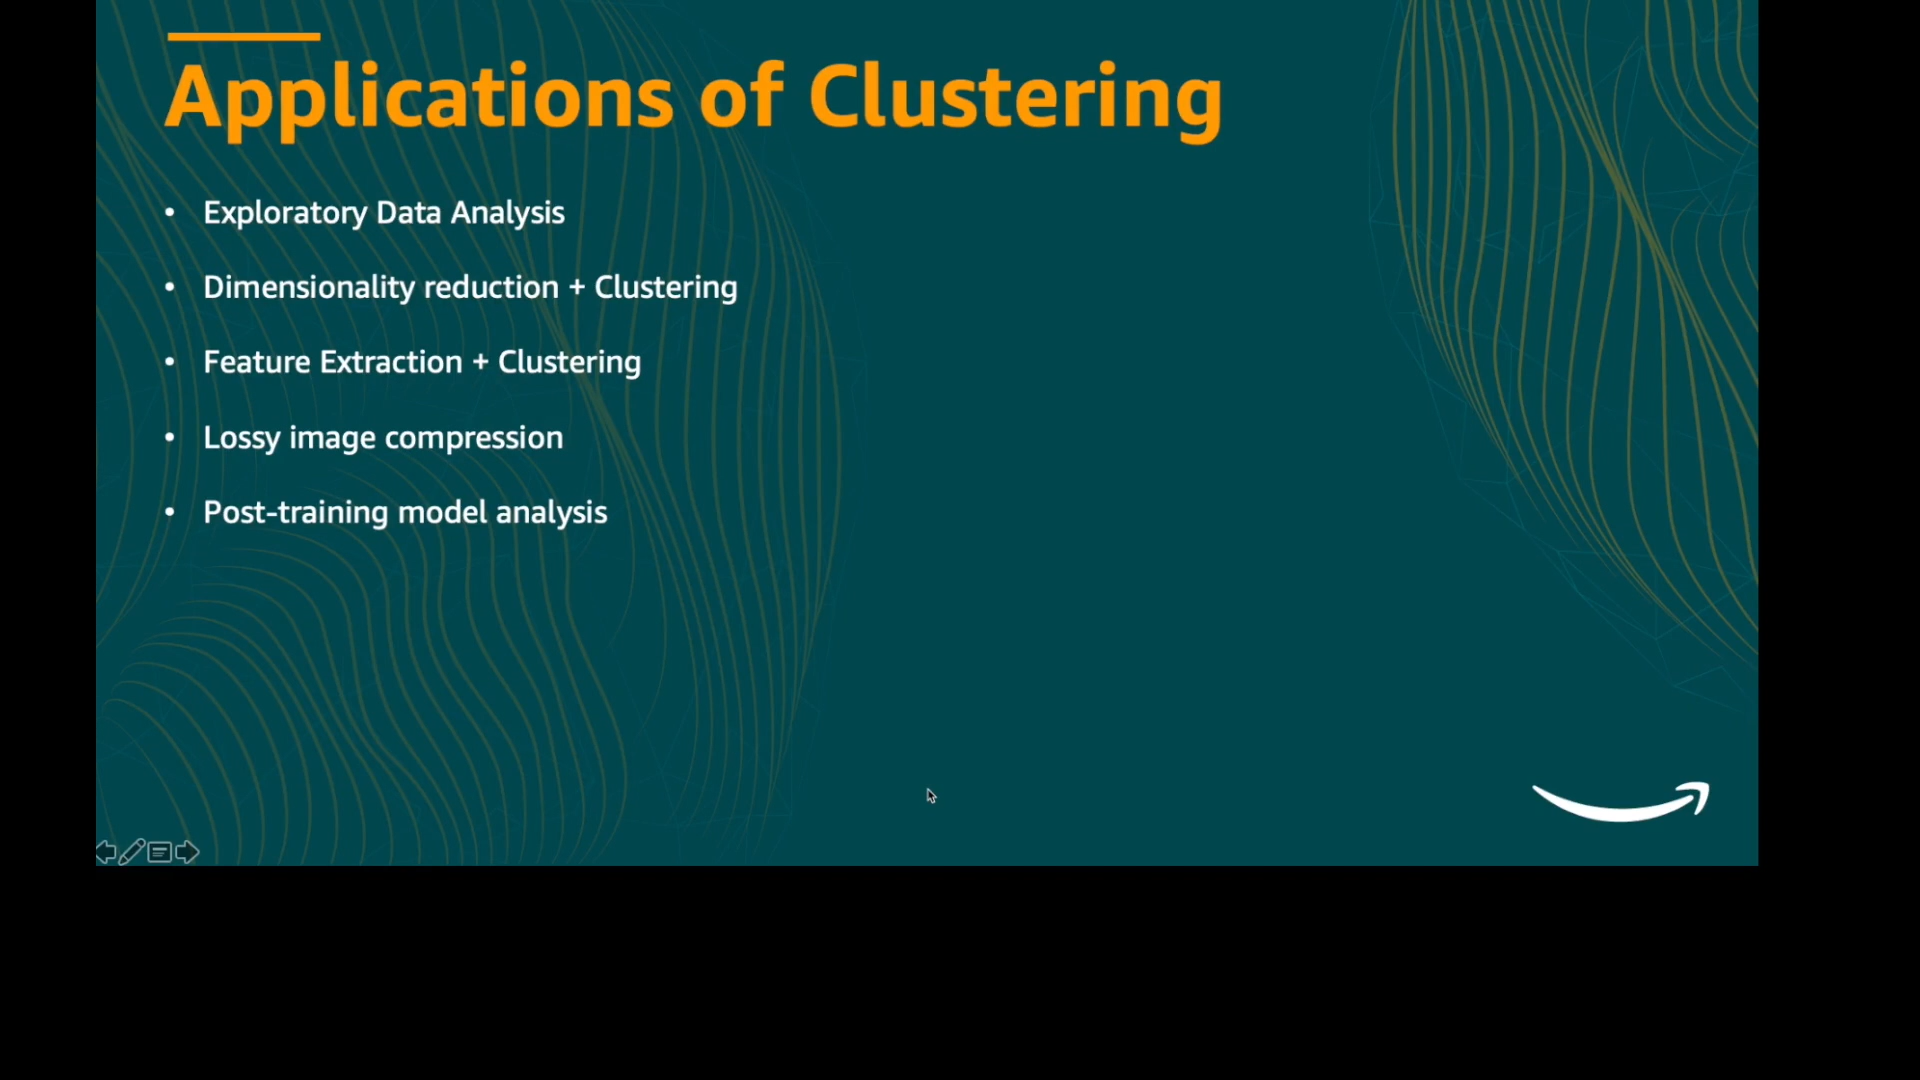 Applications of Clustering
• Exploratory Data Analysis
• Dimensionality reduction + Clustering
• Feature Extraction + Clustering
• Lossy image compression
• Post-training model analysis